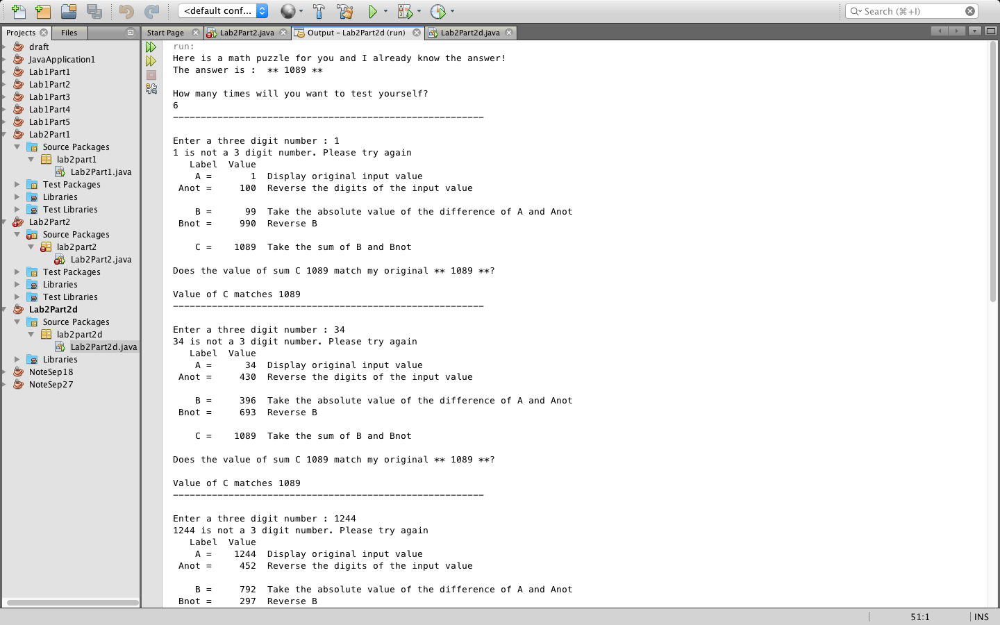 <default conf...
Search (⌘+I)
Projects
Files
Start Page
Lab2Part2.java
Output – Lab2Part2d (run)
Lab2Part2d.java
draft
JavaApplication1
Lab1Part1
Lab1Part2
Lab1Part3
Lab1Part4
Lab1Part5
Lab2Part1
Source Packages
lab2part1
Lab2Part1.java
Test Packages
Libraries
Test Libraries
Lab2Part2
Source Packages
lab2part2
Lab2Part2.java
Test Packages
Libraries
Test Libraries
Lab2Part2d
Source Packages
lab2part2d
Lab2Part2d.java
Libraries
NoteSep18
NoteSep27
run:
Here is a math puzzle for you and I already know the answer!
The answer is :  ** 1089 **
How many times will you want to test yourself?
6
--------------------------------------------------------
Enter a three digit number : 1
1 is not a 3 digit number. Please try again
Label  Value
A =       1  Display original input value
Anot =     100  Reverse the digits of the input value
B =      99  Take the absolute value of the difference of A and Anot
Bnot =     990  Reverse B
C =    1089  Take the sum of B and Bnot
Does the value of sum C 1089 match my original ** 1089 **?
Value of C matches 1089
--------------------------------------------------------
Enter a three digit number : 34
34 is not a 3 digit number. Please try again
Label  Value
A =      34  Display original input value
Anot =     430  Reverse the digits of the input value
B =     396  Take the absolute value of the difference of A and Anot
Bnot =     693  Reverse B
C =    1089  Take the sum of B and Bnot
Does the value of sum C 1089 match my original ** 1089 **?
Value of C matches 1089
--------------------------------------------------------
Enter a three digit number : 1244
1244 is not a 3 digit number. Please try again
Label  Value
A =    1244  Display original input value
Anot =     452  Reverse the digits of the input value
B =     792  Take the absolute value of the difference of A and Anot
Bnot =     297  Reverse B
51:1
INS